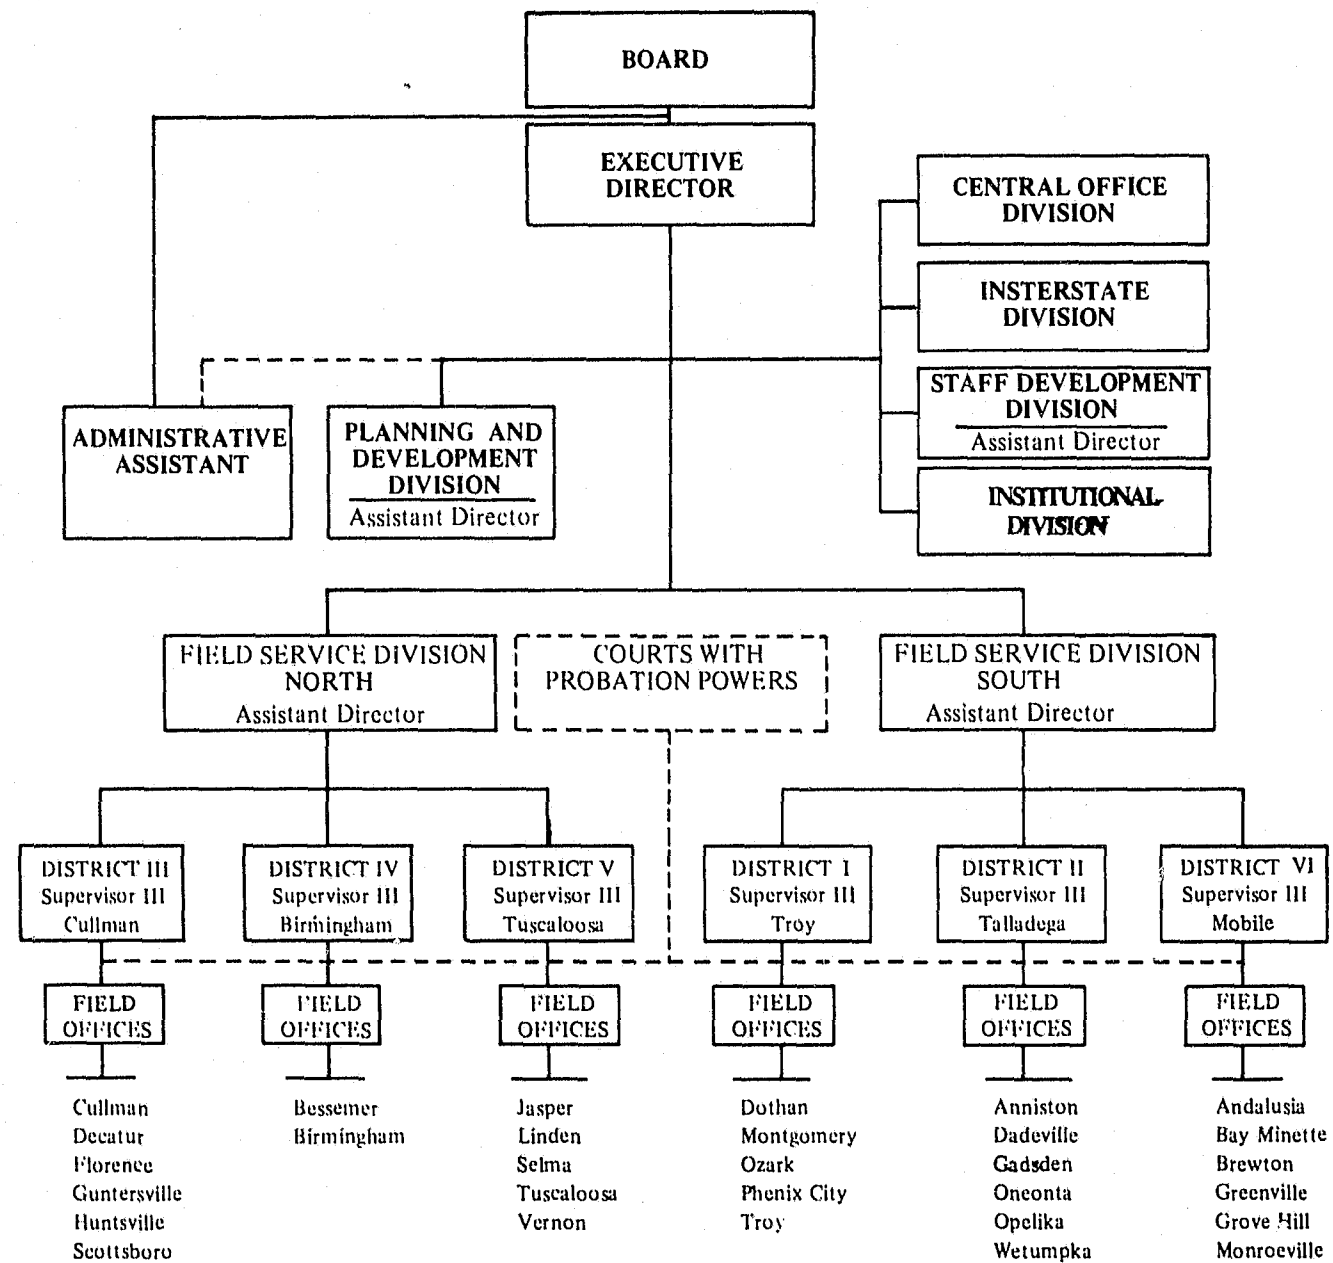 BOARD
EXECUTIVE
DIRECTOR
CENTRAL OFFICE
DIVISION
INSTERSTATE
DIVISION
STAFF DEVELOPMENT
DIVISION
Assistant Director
INSTITUTIONAL
DIVISION
ADMINISTRATIVE
ASSISTANT
PLANNING AND
DEVELOPMENT
DIVISION
Assistant Director
FIELD SERVICE DIVISION
NORTH
Assistant Director
COURTS WITH
PROBATION POWERS
FIELD SERVICE DIVISION
SOUTH
Assistant Director
DISTRICT III
Supervisor III
Cullman
DISTRICT IV
Supervisor III
Birmingham
DISTRICT V
Supervisor III
Tuscaloosa
DISTRICT I
Supervisor III
Troy
DISTRICT II
Supervisor III
Talladega
DISTRICT VI
Supervisor III
Mobile
FIELD
OFFICES
FIELD
OFFICES
FIELD
OFFICES
FIELD
OFFICES
FIELD
OFFICES
FIELD
OFFICES
Cullman
Decatur
Florence
Guntersville
Huntsville
Scottsboro
Bessemer
Birmingham
Jasper
Linden
Selma
Tuscaloosa
Vernon
Dothan
Montgomery
Ozark
Phenix City
Troy
Anniston
Dadeville
Gadsden
Oneonta
Opelika
Wetumpka
Andalusia
Bay Minette
Brewton
Greenville
Grove Hill
Monroeville